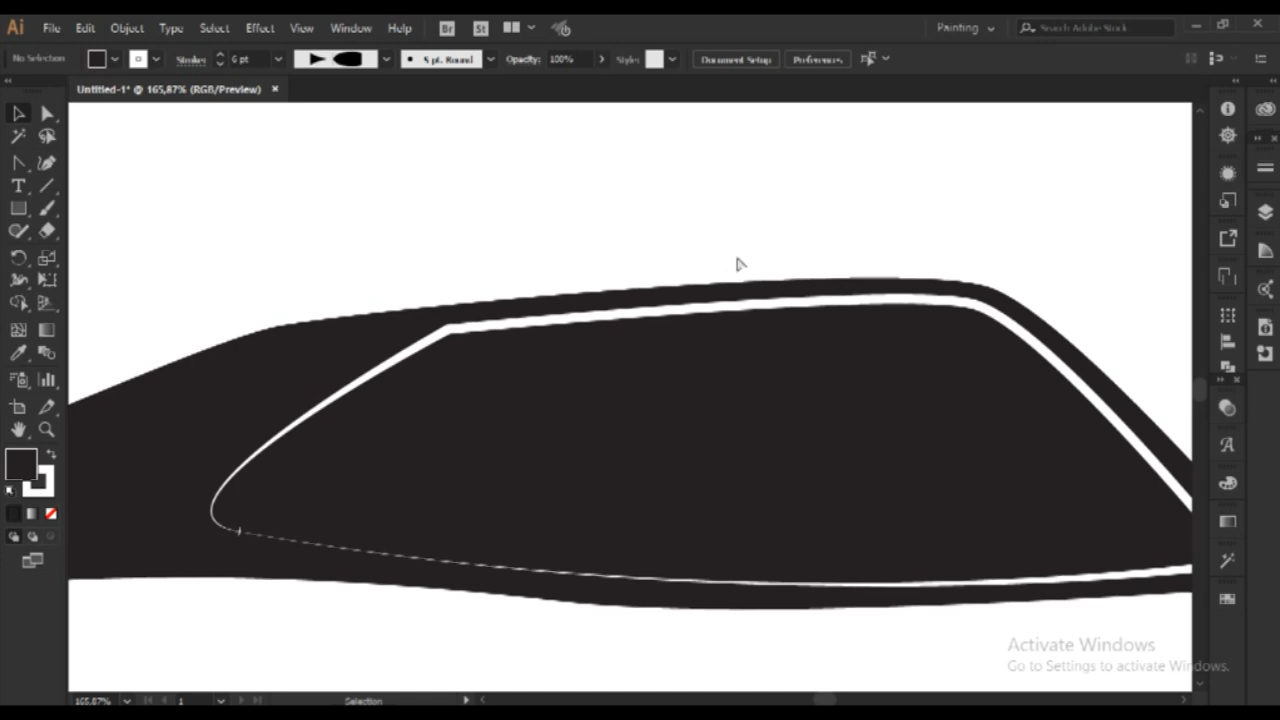 Ai File Edit Object Type Select Effect View Window Help Br St Painting Search Adobe Stock
No Selection Stroke: 6 pt 5 pt. Round Opacity: 100% Style: Document Setup Preferences
Untitled-1* @ 165,87% (RGB/Preview)
Activate Windows
Go to Settings to activate Windows.
165,87% 1 Selection